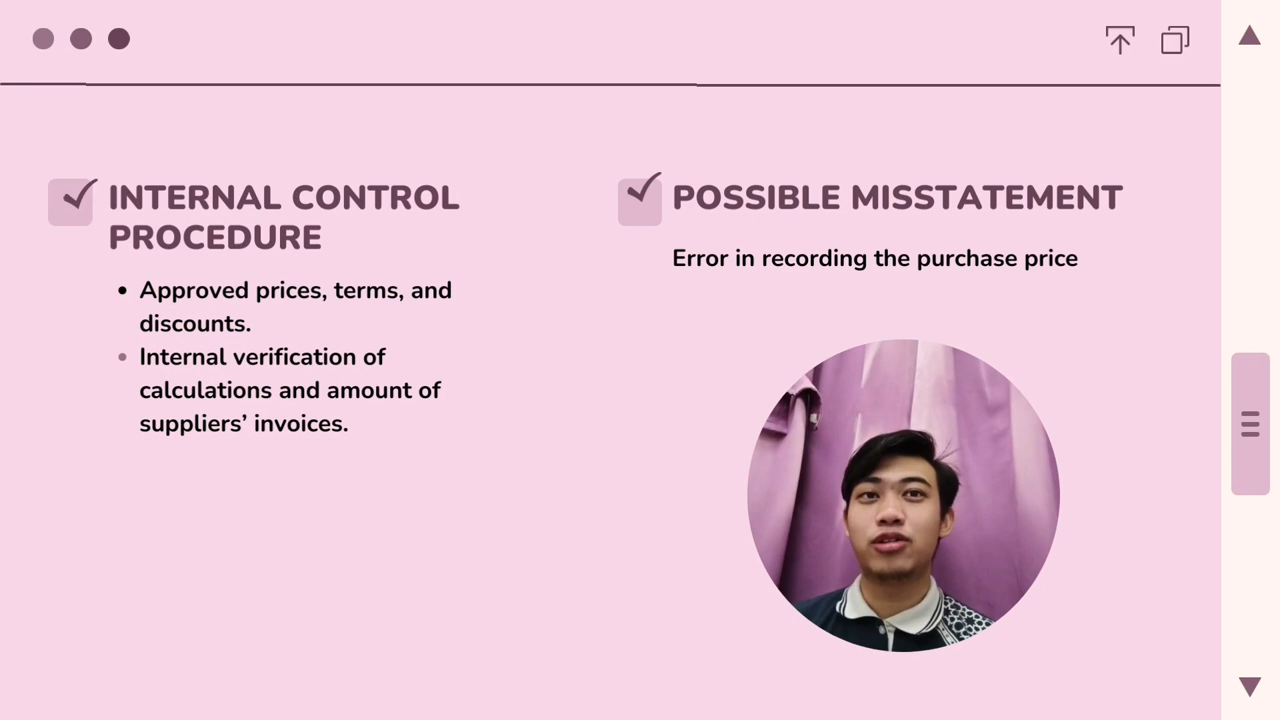 INTERNAL CONTROL
PROCEDURE
• Approved prices, terms, and
discounts.
• Internal verification of
calculations and amount of
suppliers’ invoices.
POSSIBLE MISSTATEMENT
Error in recording the purchase price